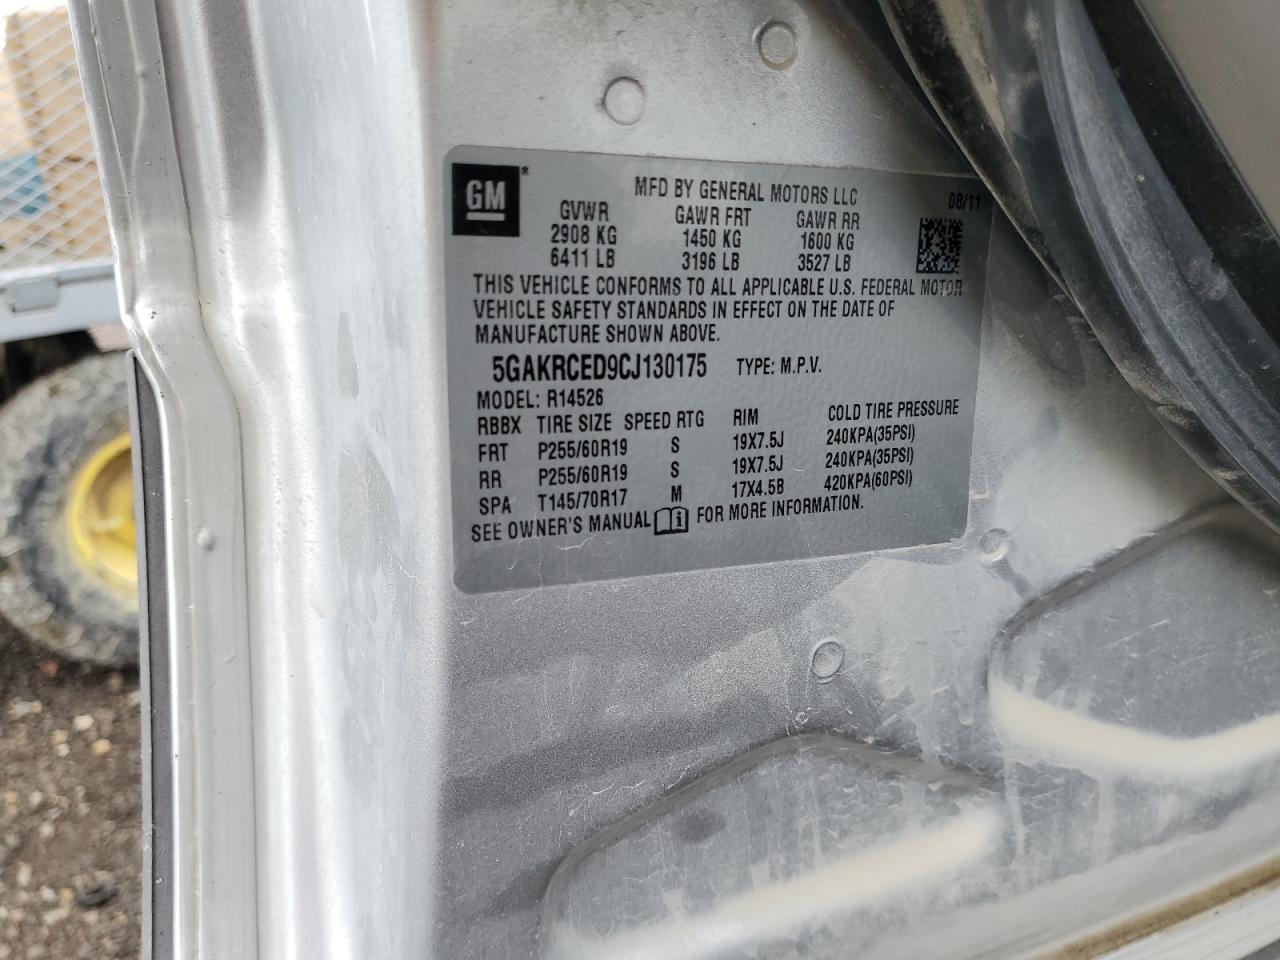 GM®
MFD BY GENERAL MOTORS LLC 08/11
GVWR GAWR FRT GAWR RR
2908 KG 1450 KG 1600 KG
6411 LB 3196 LB 3527 LB
THIS VEHICLE CONFORMS TO ALL APPLICABLE U.S. FEDERAL MOTOR
VEHICLE SAFETY STANDARDS IN EFFECT ON THE DATE OF
MANUFACTURE SHOWN ABOVE.
5GAKRCED9CJ130175 TYPE: M.P.V.
MODEL: R14526
RBBX TIRE SIZE SPEED RTG RIM COLD TIRE PRESSURE
FRT P255/60R19 S 19X7.5J 240KPA(35PSI)
RR P255/60R19 S 19X7.5J 240KPA(35PSI)
SPA T145/70R17 M 17X4.5B 420KPA(60PSI)
SEE OWNER'S MANUAL i FOR MORE INFORMATION.